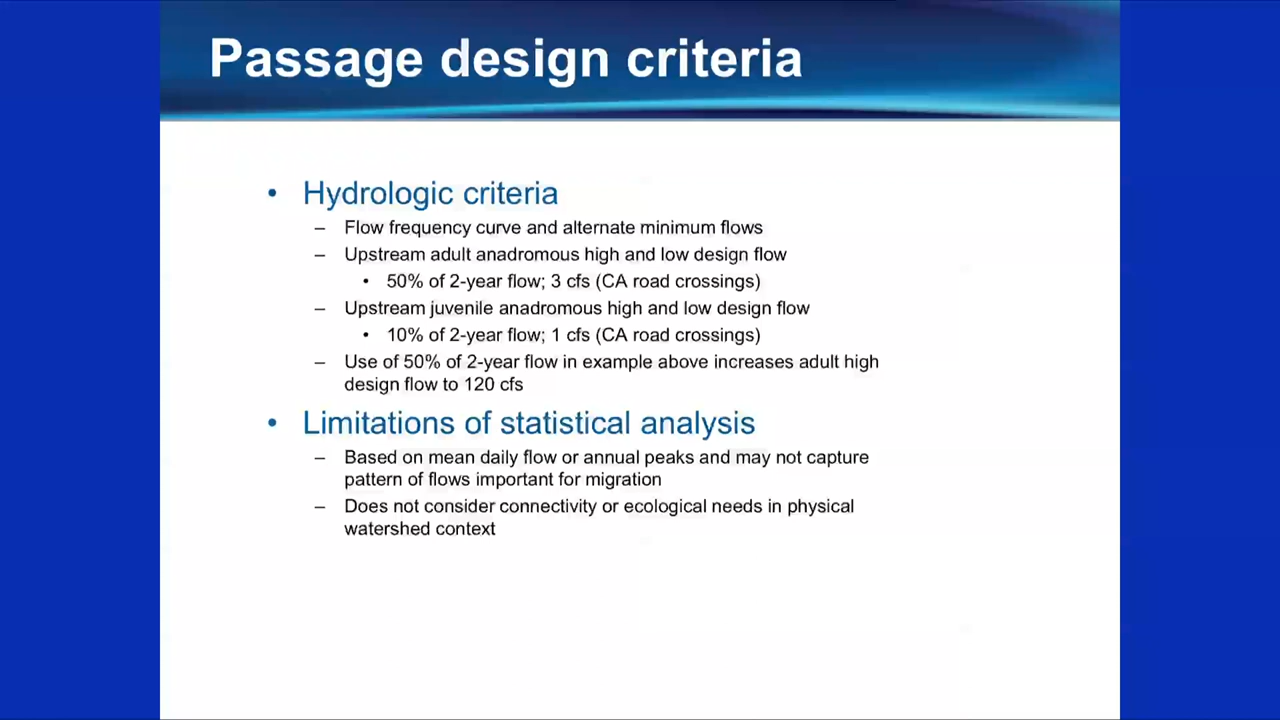 Passage design criteria
• Hydrologic criteria
– Flow frequency curve and alternate minimum flows
– Upstream adult anadromous high and low design flow
• 50% of 2-year flow; 3 cfs (CA road crossings)
– Upstream juvenile anadromous high and low design flow
• 10% of 2-year flow; 1 cfs (CA road crossings)
– Use of 50% of 2-year flow in example above increases adult high
design flow to 120 cfs
• Limitations of statistical analysis
– Based on mean daily flow or annual peaks and may not capture
pattern of flows important for migration
– Does not consider connectivity or ecological needs in physical
watershed context